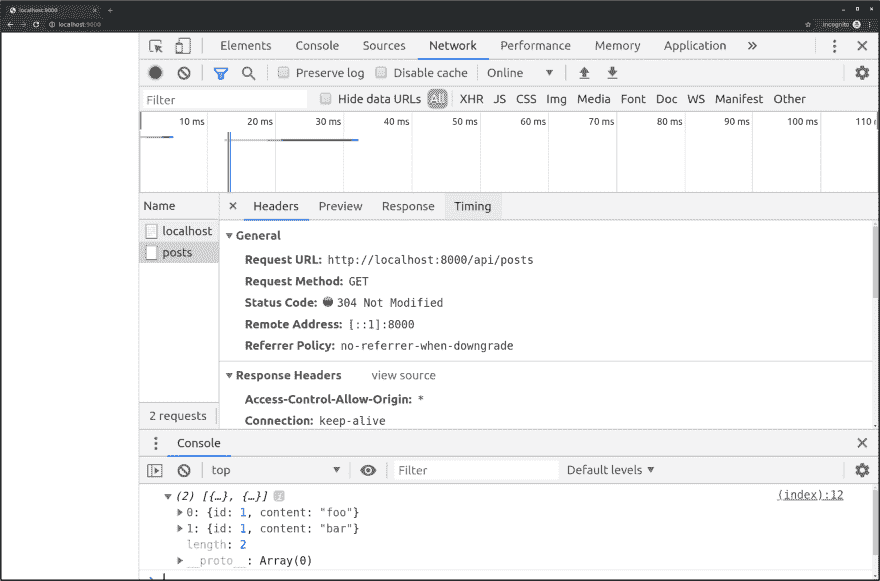 localhost:9000
localhost:9000
Incognito
Elements Console Sources Network Performance Memory Application »
Preserve log Disable cache Online
Filter Hide data URLs All XHR JS CSS Img Media Font Doc WS Manifest Other
10 ms 20 ms 30 ms 40 ms 50 ms 60 ms 70 ms 80 ms 90 ms 100 ms 110
Name × Headers Preview Response Timing
localhost
posts
General
Request URL: http://localhost:8000/api/posts
Request Method: GET
Status Code: 304 Not Modified
Remote Address: [::1]:8000
Referrer Policy: no-referrer-when-downgrade
Response Headers view source
Access-Control-Allow-Origin: *
Connection: keep-alive
2 requests
Console
top Filter Default levels
(2) [{…}, {…}] i (index):12
0: {id: 1, content: "foo"}
1: {id: 1, content: "bar"}
length: 2
__proto__: Array(0)